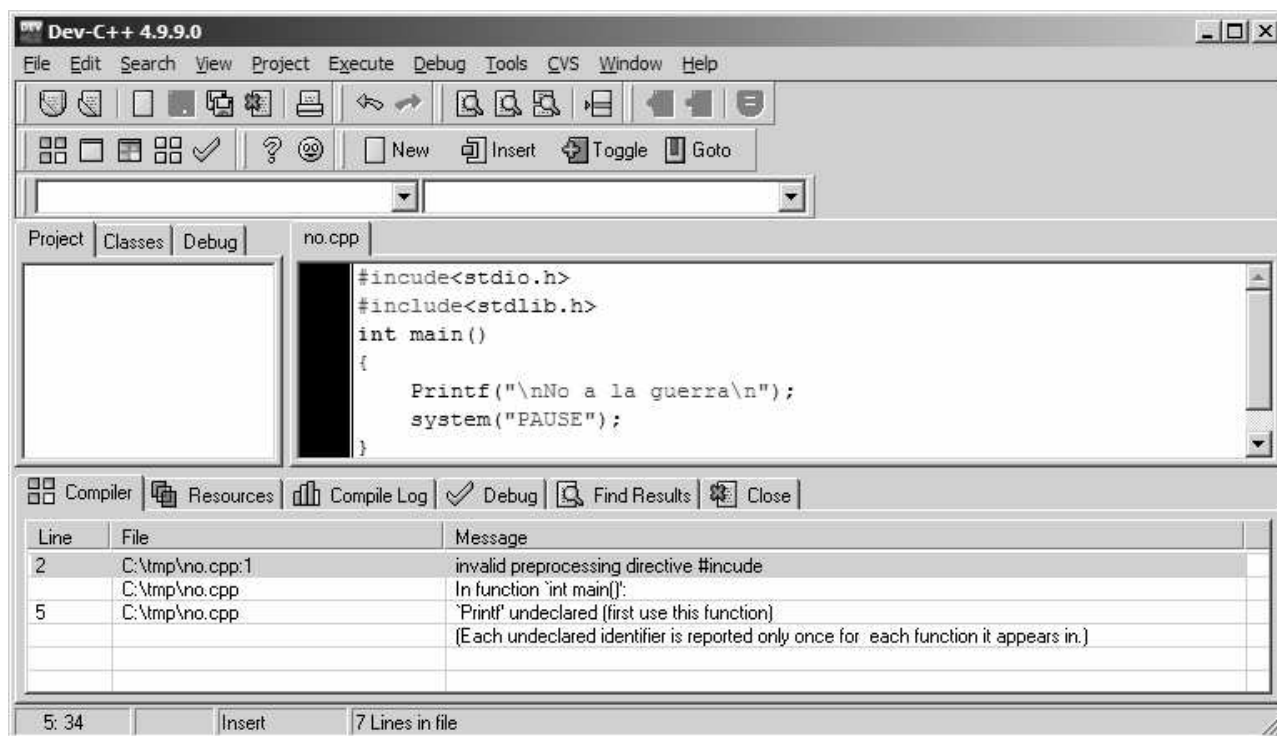 Dev-C++ 4.9.9.0
File Edit Search View Project Execute Debug Tools CVS Window Help
New Insert Toggle Goto
Project Classes Debug no.cpp
#incude<stdio.h>
#include<stdlib.h>
int main()
{
Printf("\nNo a la guerra\n");
system("PAUSE");
}
Compiler Resources Compile Log Debug Find Results Close
Line File Message
2 C:\tmp\no.cpp:1 invalid preprocessing directive #incude
C:\tmp\no.cpp In function `int main()':
5 C:\tmp\no.cpp `Printf' undeclared (first use this function)
(Each undeclared identifier is reported only once for each function it appears in.)
5: 34 Insert 7 Lines in file